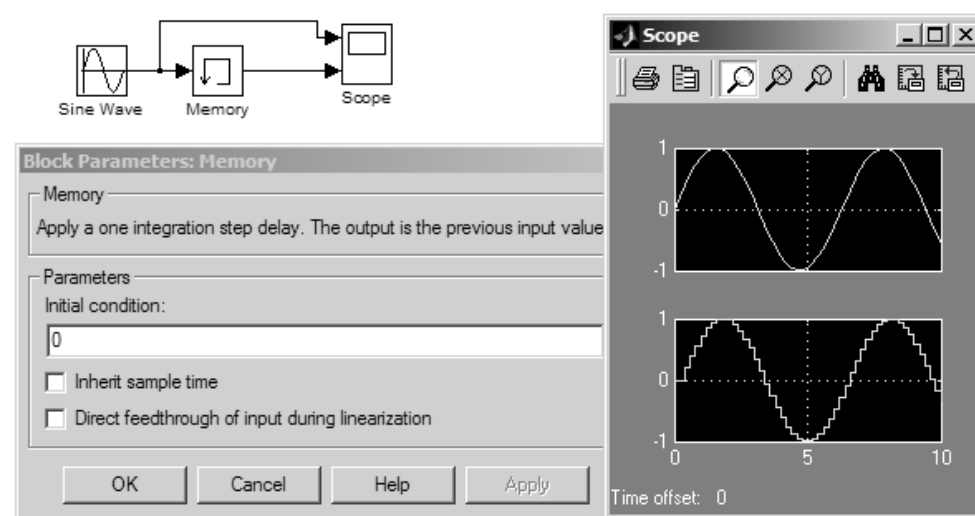 Sine Wave
Memory
Scope
Block Parameters: Memory
Memory
Apply a one integration step delay. The output is the previous input value
Parameters
Initial condition:
0
Inherit sample time
Direct feedthrough of input during linearization
OK Cancel Help Apply
Scope
1
0
-1
1
0
-1
0 5 10
Time offset: 0